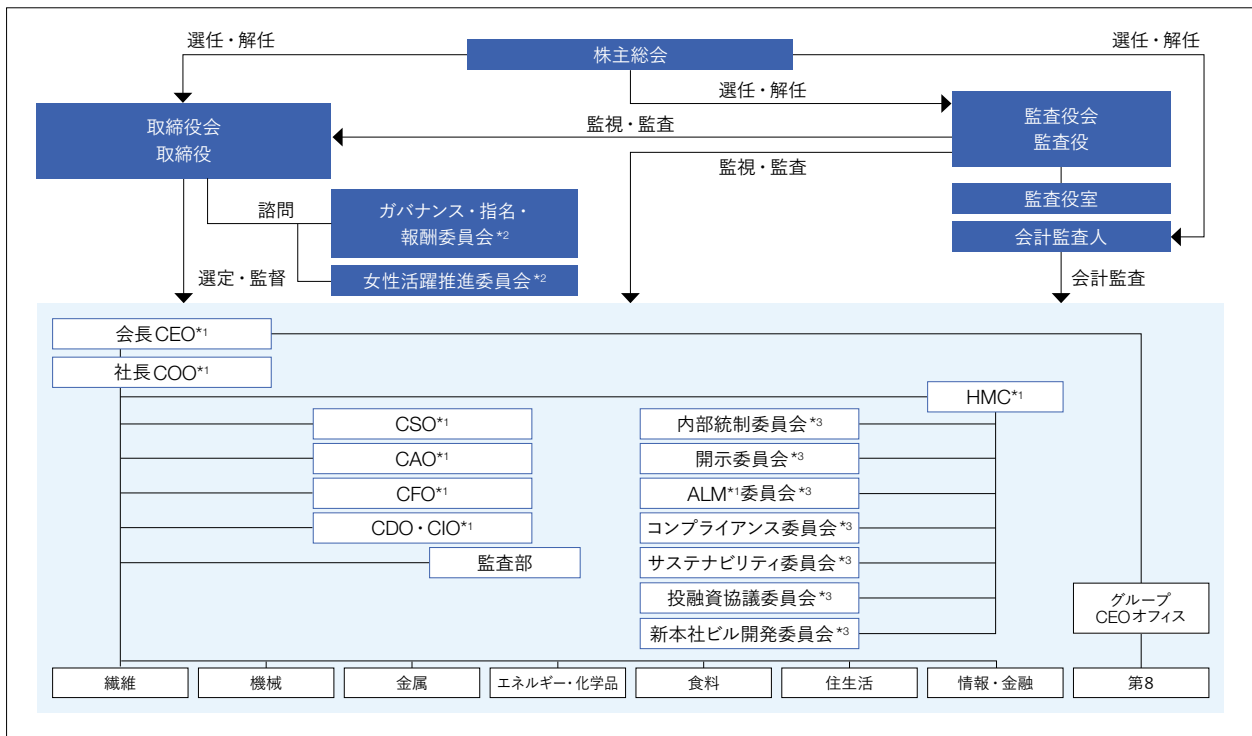 選任・解任
株主総会
選任・解任
選任・解任
取締役会
取締役
監視・監査
監査役会
監査役
監視・監査
監査役室
諮問
ガバナンス・指名・
報酬委員会*2
会計監査人
選定・監督
女性活躍推進委員会*2
会計監査
会長CEO*1
社長COO*1
HMC*1
CSO*1
内部統制委員会*3
CAO*1
開示委員会*3
CFO*1
ALM*1委員会*3
CDO・CIO*1
コンプライアンス委員会*3
監査部
サステナビリティ委員会*3
投融資協議委員会*3
新本社ビル開発委員会*3
グループ
CEOオフィス
繊維
機械
金属
エネルギー・化学品
食料
住生活
情報・金融
第8